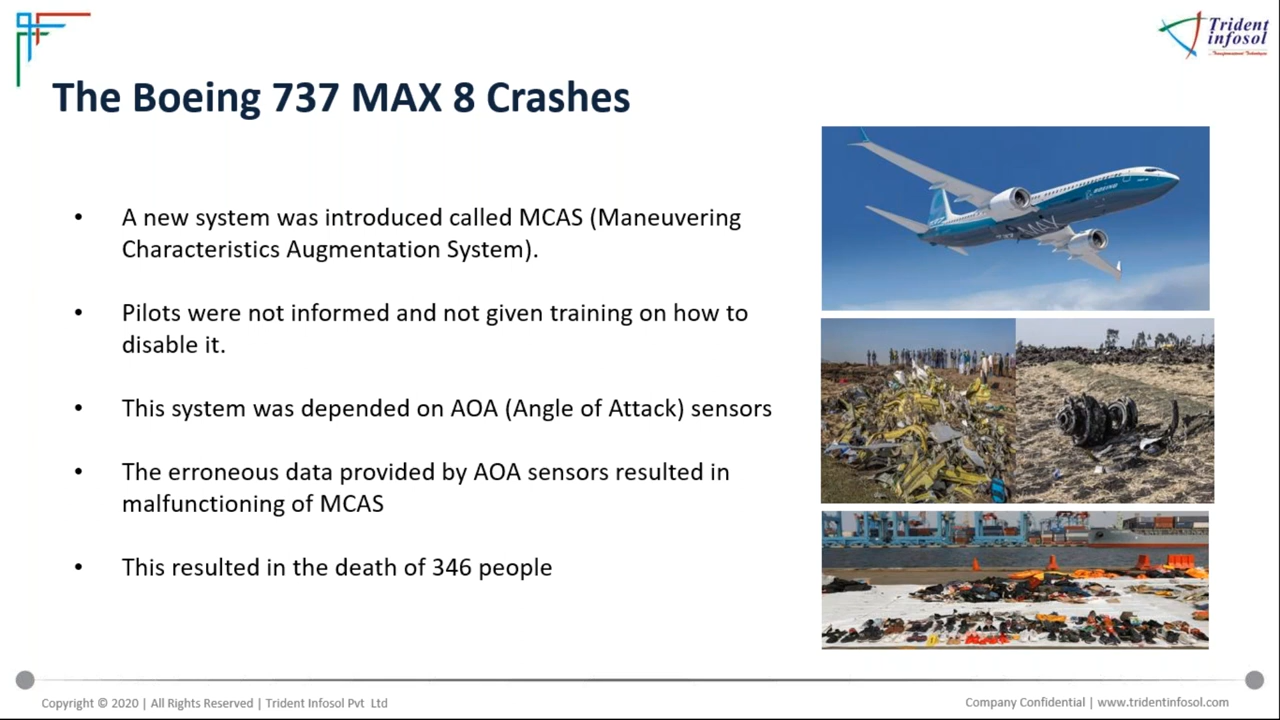 Trident
infosol
The Boeing 737 MAX 8 Crashes
• A new system was introduced called MCAS (Maneuvering
Characteristics Augmentation System).
• Pilots were not informed and not given training on how to
disable it.
• This system was depended on AOA (Angle of Attack) sensors
• The erroneous data provided by AOA sensors resulted in
malfunctioning of MCAS
• This resulted in the death of 346 people
BOEING
Copyright © 2020 | All Rights Reserved | Trident Infosol Pvt Ltd
Company Confidential | www.tridentinfosol.com